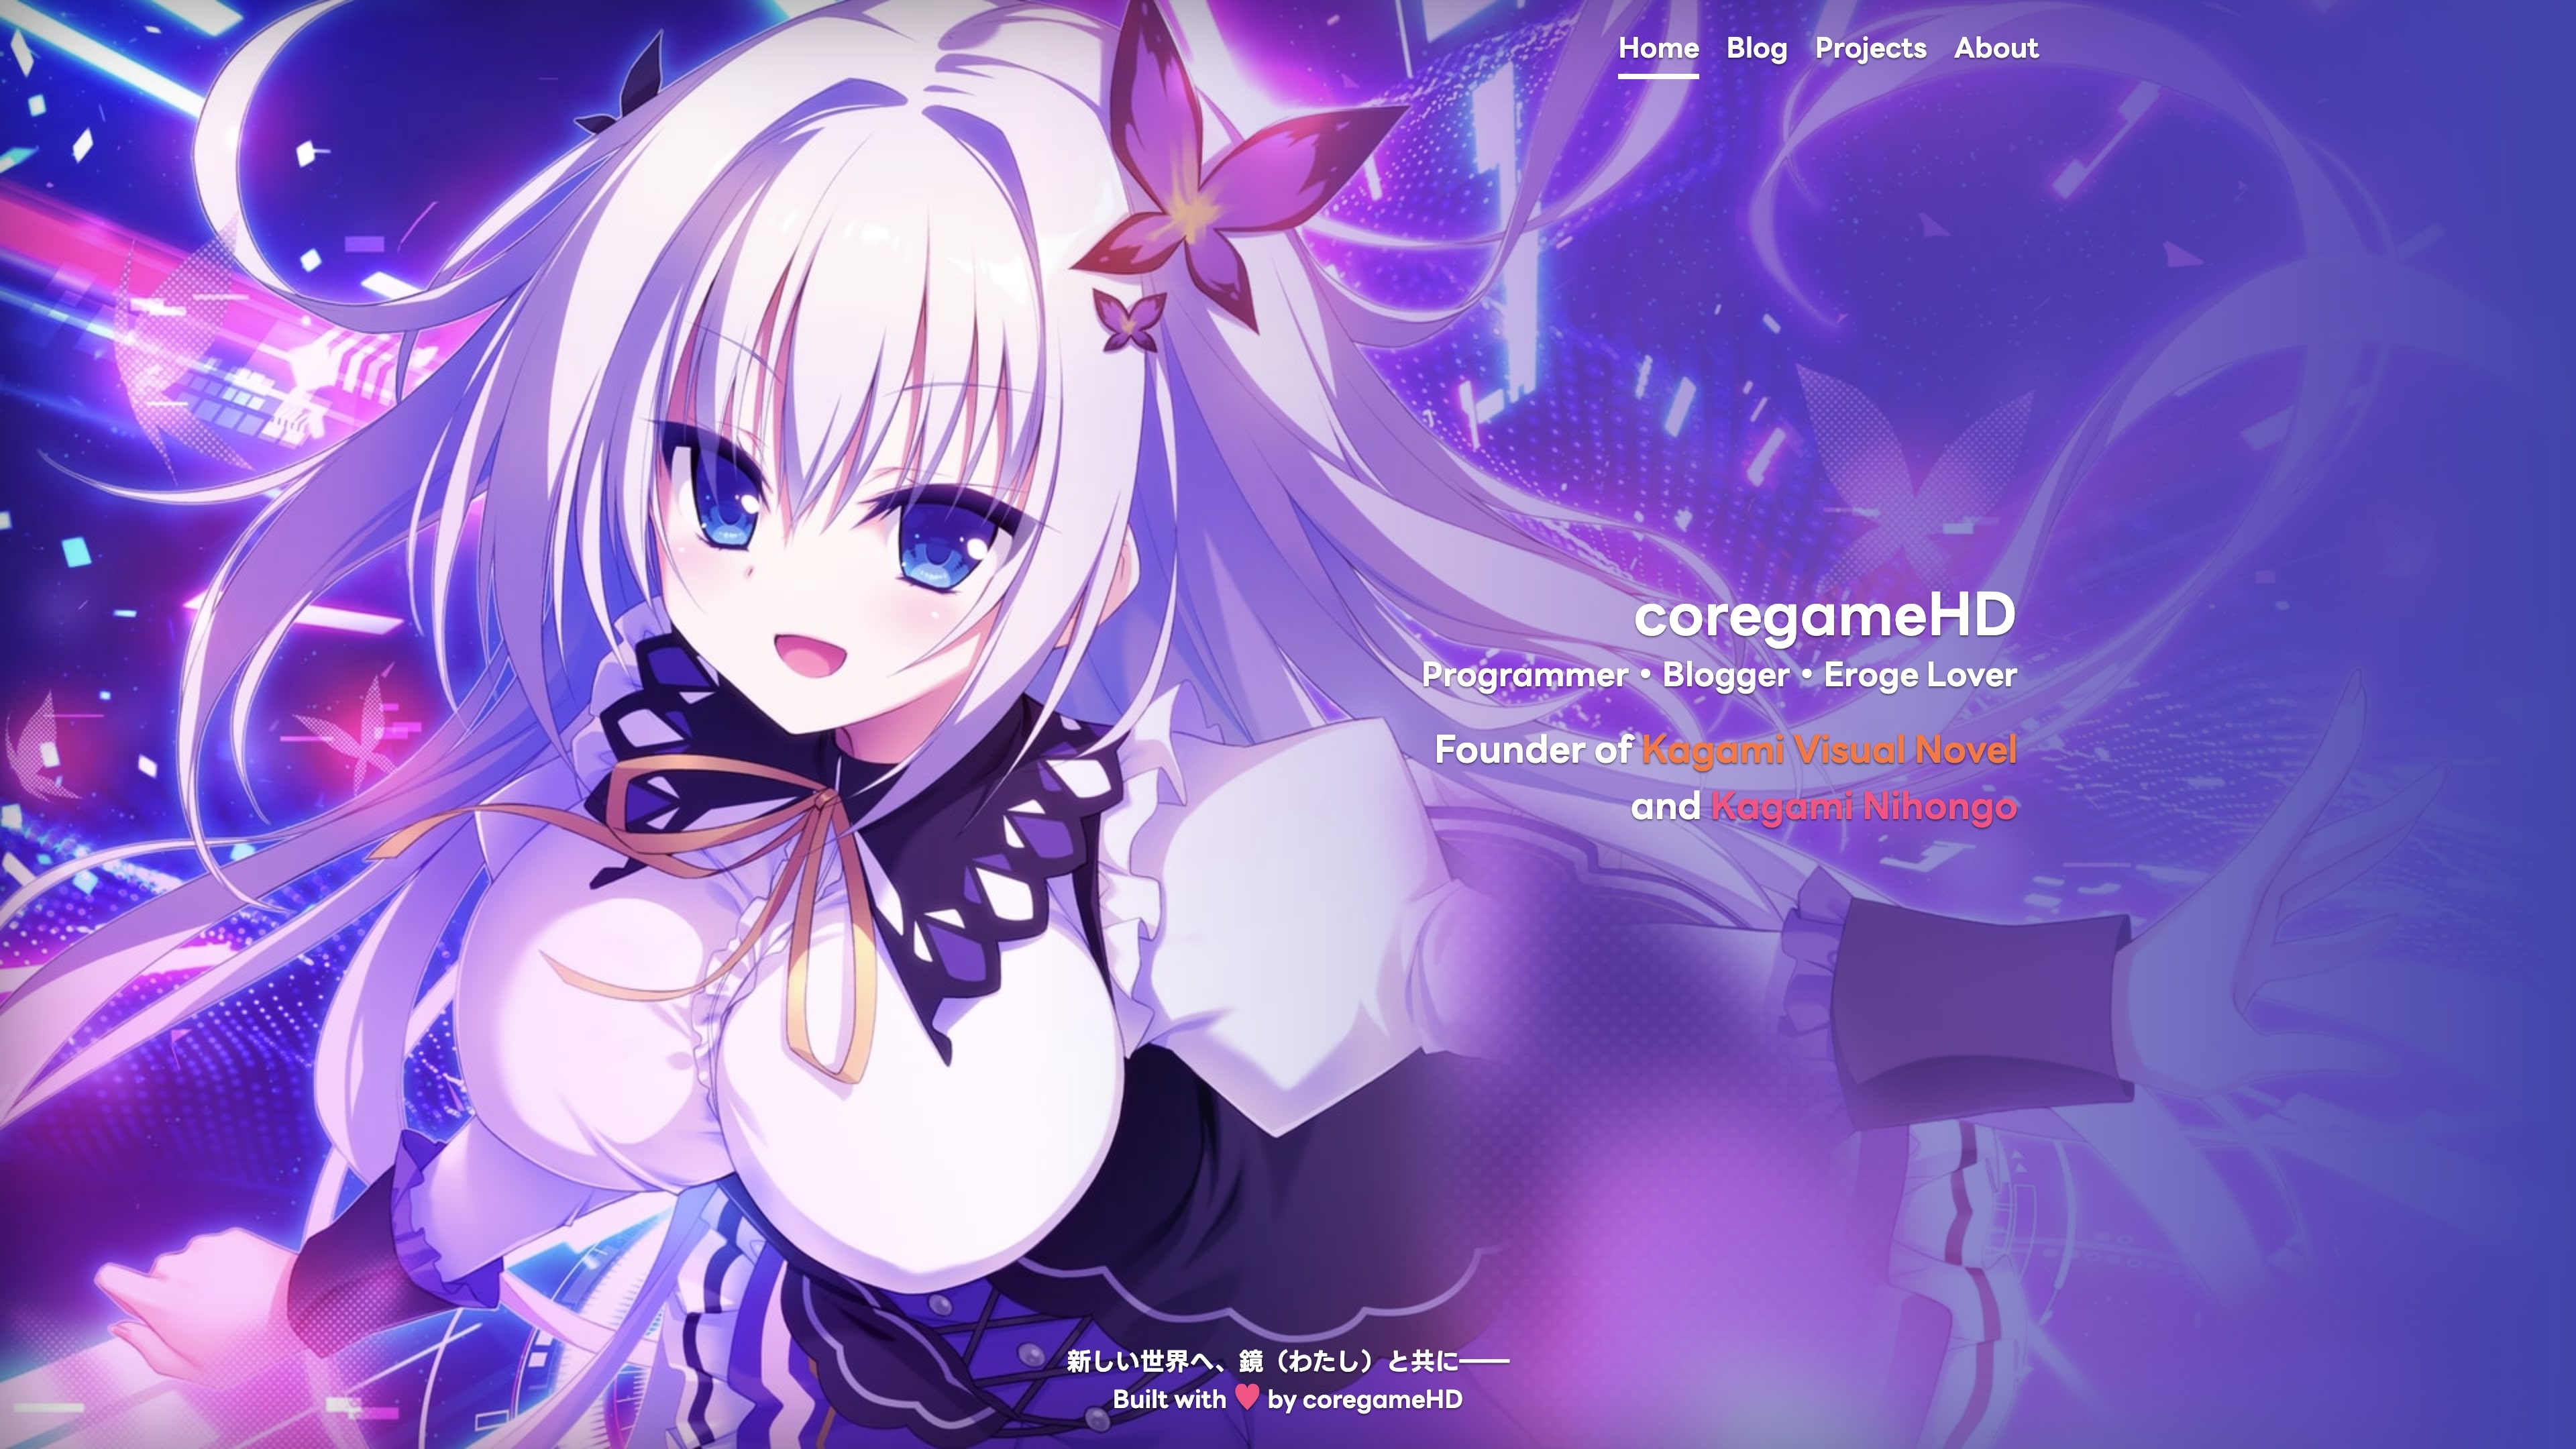 Home Blog Projects About
coregameHD
Programmer • Blogger • Eroge Lover
Founder of Kagami Visual Novel
and Kagami Nihongo
新しい世界へ、鏡（わたし）と共に――
Built with ♥ by coregameHD